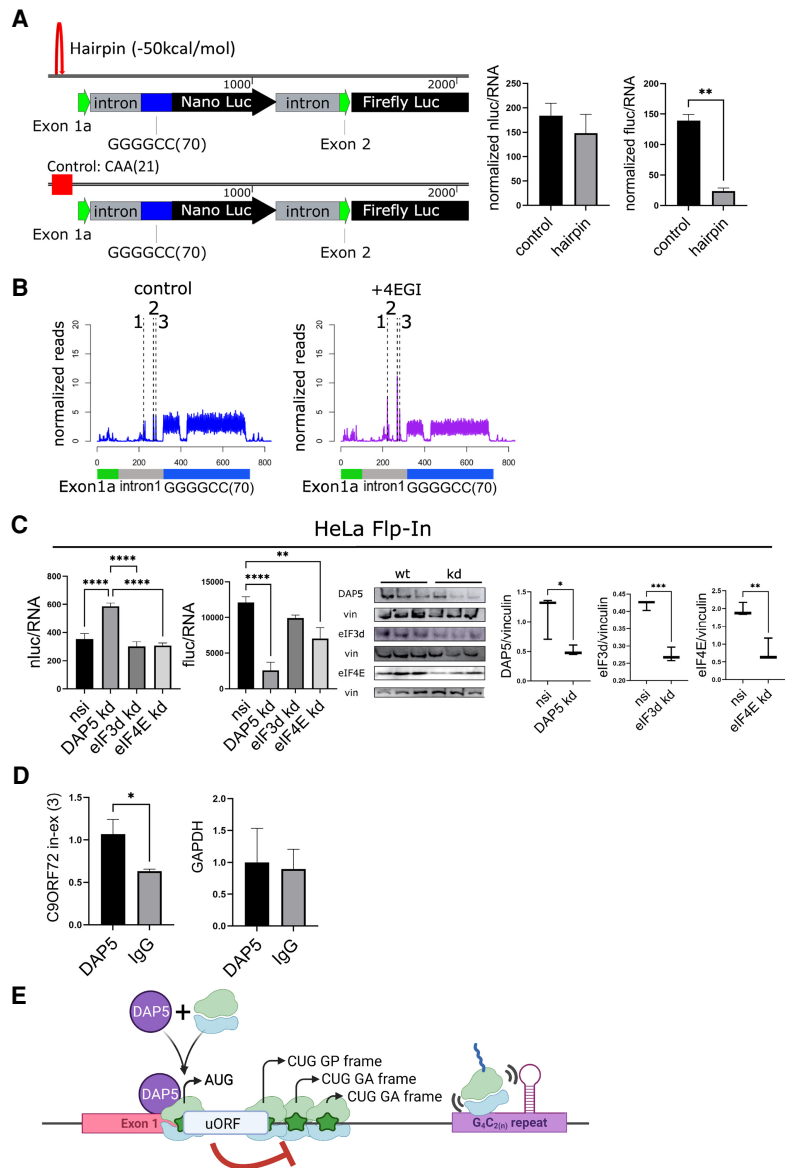 A
Hairpin (-50kcal/mol)
1000
2000
intron
Nano Luc
intron
Firefly Luc
Exon 1a
GGGGCC(70)
Exon 2
Control: CAA(21)
1000
2000
intron
Nano Luc
intron
Firefly Luc
Exon 1a
GGGGCC(70)
Exon 2
normalized nluc/RNA
250
200
150
100
50
0
control
hairpin
normalized fluc/RNA
250
200
150
100
50
0
**
control
hairpin
B
control
2
1 3
normalized reads
20
15
10
5
0
0 200 400 600 800
Exon1a intron1 GGGGCC(70)
+4EGI
2
1 3
normalized reads
20
15
10
5
0
0 200 400 600 800
Exon1a intron1 GGGGCC(70)
C
HeLa Flp-In
nluc/RNA
800
600
400
200
0
****
**** ****
nsi
DAP5 kd
eIF3d kd
eIF4E kd
fluc/RNA
15000
10000
5000
0
**
****
nsi
DAP5 kd
eIF3d kd
eIF4E kd
wt kd
DAP5
vin
eIF3d
vin
eIF4E
vin
DAP5/vinculin
1.5
1.0
0.5
0.0
*
nsi
DAP5 kd
eIF3d/vinculin
0.45
0.40
0.35
0.30
0.25
0.20
***
nsi
eIF3d kd
eIF4E/vinculin
2.5
2.0
1.5
1.0
0.5
0.0
**
nsi
eIF4E kd
D
C9ORF72 in-ex (3)
1.5
1.0
0.5
0.0
*
DAP5
IgG
GAPDH
2.0
1.5
1.0
0.5
0.0
DAP5
IgG
E
DAP5 +
DAP5
AUG
CUG GP frame
CUG GA frame
CUG GA frame
Exon 1
uORF
G4C2(n) repeat